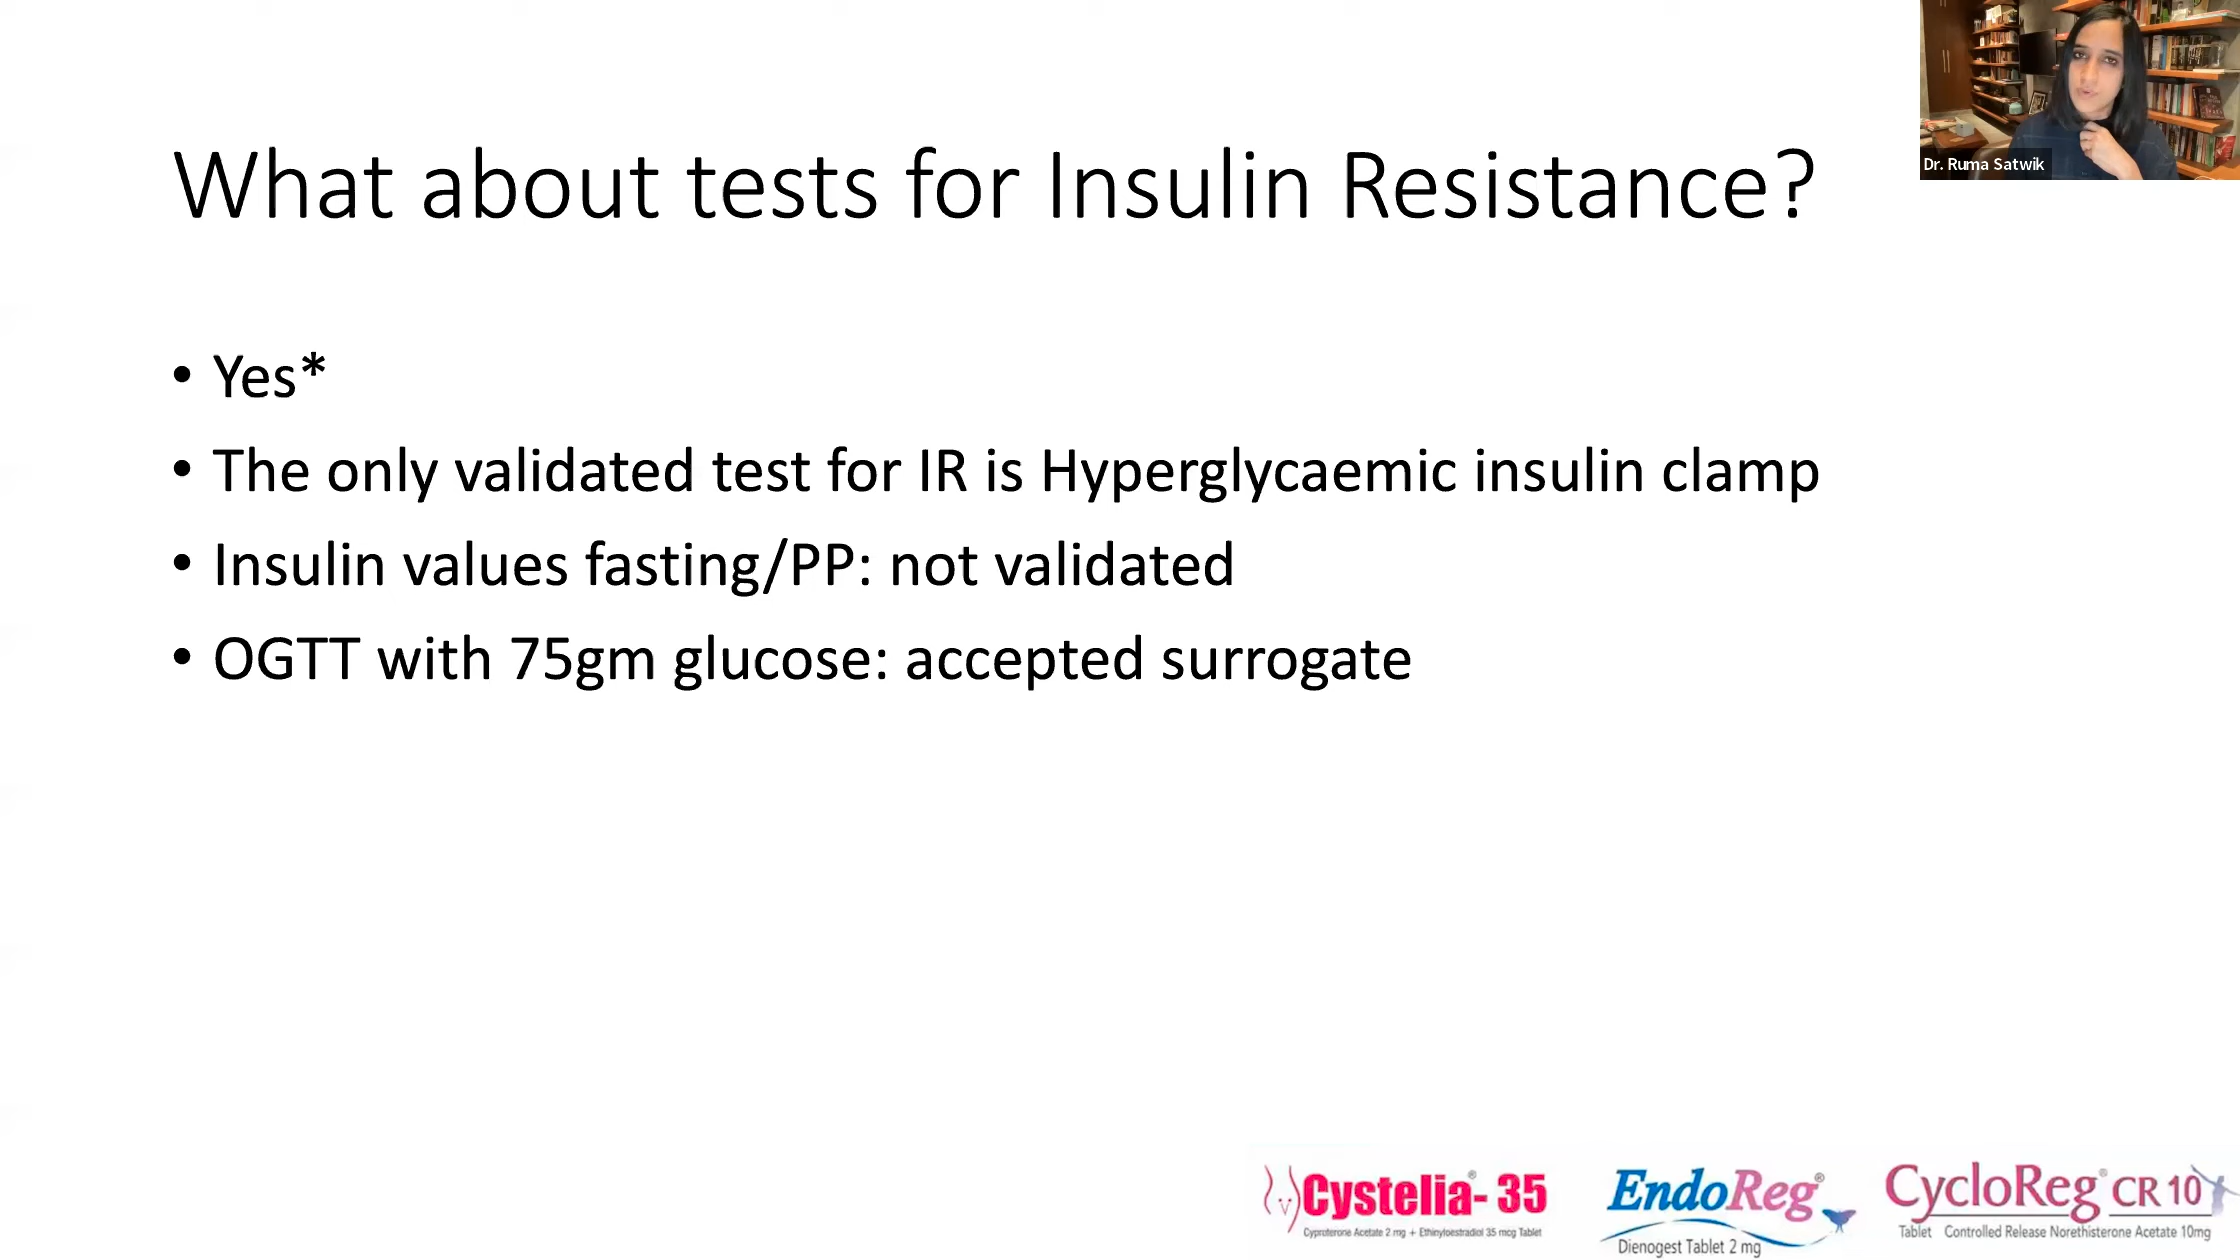 What about tests for Insulin Resistance?
Dr. Ruma Satwik
• Yes*
• The only validated test for IR is Hyperglycaemic insulin clamp
• Insulin values fasting/PP: not validated
• OGTT with 75gm glucose: accepted surrogate
Cystelia®- 35
Cyproterone Acetate 2 mg + Ethinyloestradiol 35 mcg Tablet
EndoReg®
Dienogest Tablet 2 mg
CycloReg® CR 10
Tablet Controlled Release Norethisterone Acetate 10mg